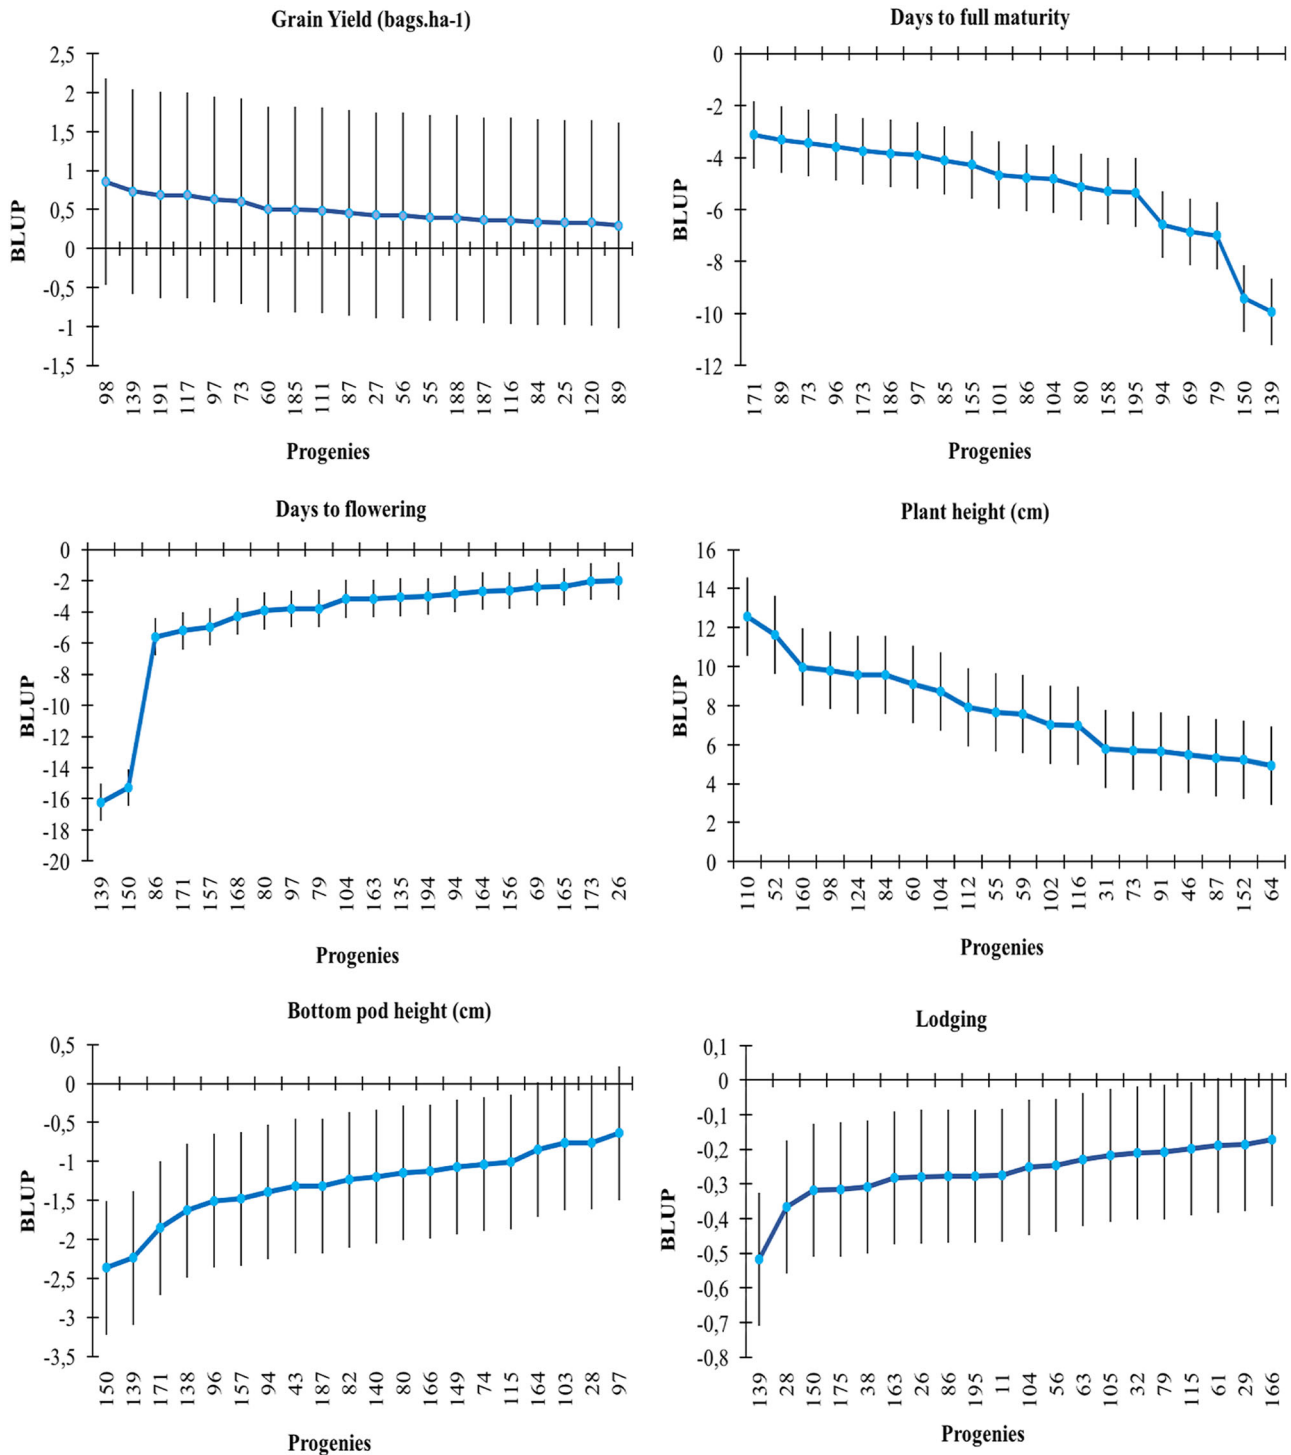 Grain Yield (bags.ha-1)
2,5
2
1,5
1
0,5
0
-0,5
-1
-1,5
BLUP
98 139 191 117 97 73 60 185 111 87 27 56 55 188 187 116 84 25 120 89
Progenies
Days to full maturity
0
-2
-4
-6
-8
-10
-12
BLUP
171 89 73 96 173 186 97 85 155 101 86 104 80 158 195 94 69 79 150 139
Progenies
Days to flowering
0
-2
-4
-6
-8
-10
-12
-14
-16
-18
-20
BLUP
139 150 86 171 157 168 80 97 79 104 163 135 194 94 164 156 69 165 173 26
Progenies
Plant height (cm)
16
14
12
10
8
6
4
2
0
BLUP
110 52 160 98 124 84 60 104 112 55 59 102 116 31 73 91 46 87 152 64
Progenies
Bottom pod height (cm)
0,5
0
-0,5
-1
-1,5
-2
-2,5
-3
-3,5
BLUP
150 139 171 138 96 157 94 43 187 82 140 80 166 149 74 115 164 103 28 97
Progenies
Lodging
0,1
0
-0,1
-0,2
-0,3
-0,4
-0,5
-0,6
-0,7
-0,8
BLUP
139 28 150 175 38 163 26 86 195 11 104 56 63 105 32 79 115 61 29 166
Progenies